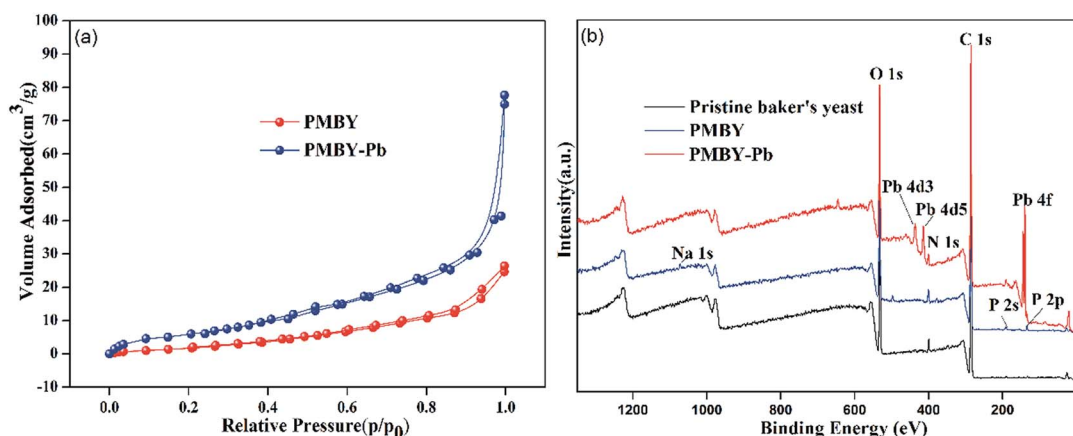 (a)
Volume Adsorbed(cm³/g)
100
90
80
70
60
50
40
30
20
10
0
-10
PMBY
PMBY-Pb
0.0 0.2 0.4 0.6 0.8 1.0
Relative Pressure(p/p₀)
(b)
Intensity(a.u.)
C 1s
O 1s
Pristine baker's yeast
PMBY
PMBY-Pb
Pb 4d3
Pb 4d5
Pb 4f
N 1s
Na 1s
P 2s
P 2p
1200 1000 800 600 400 200 0
Binding Energy (eV)